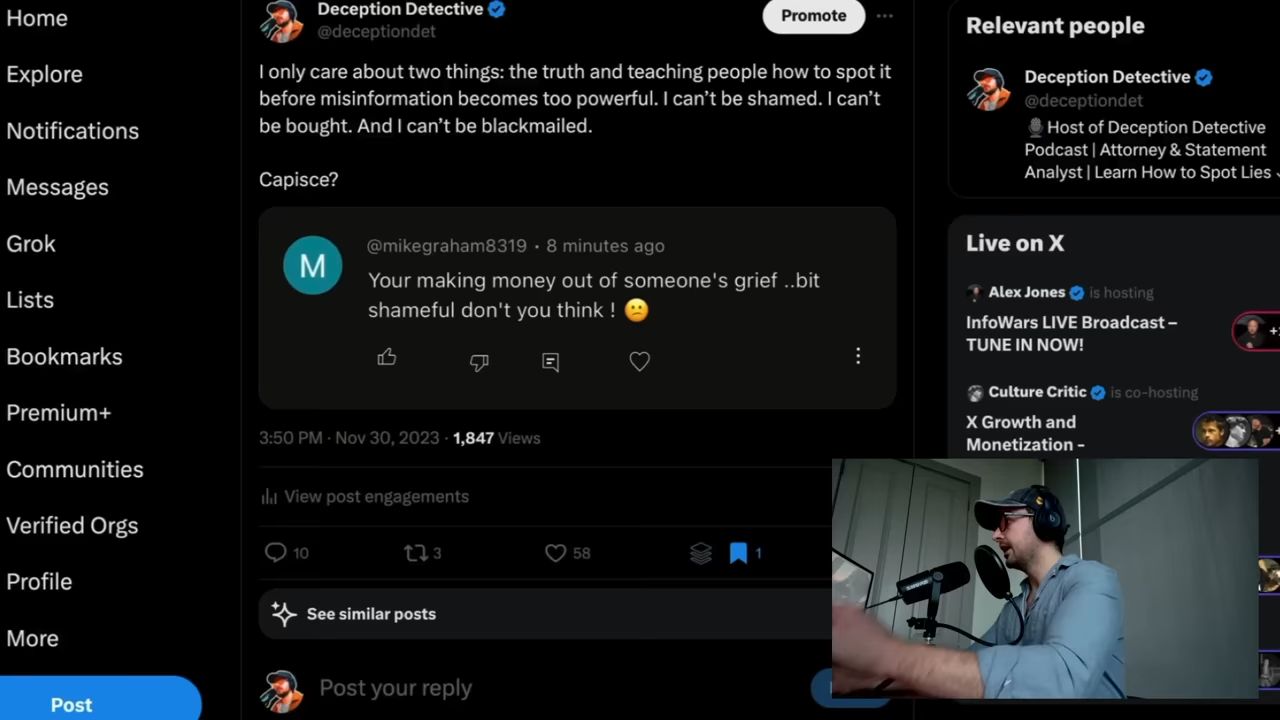 Home
Explore
Notifications
Messages
Grok
Lists
Bookmarks
Premium+
Communities
Verified Orgs
Profile
More
Post
Deception Detective
@deceptiondet
Promote
I only care about two things: the truth and teaching people how to spot it
before misinformation becomes too powerful. I can’t be shamed. I can’t
be bought. And I can’t be blackmailed.
Capisce?
M
@mikegraham8319 · 8 minutes ago
Your making money out of someone's grief ..bit
shameful don't you think ! 😕
3:50 PM · Nov 30, 2023 · 1,847 Views
View post engagements
10 3 58 1
See similar posts
Post your reply
Relevant people
Deception Detective
@deceptiondet
🎙️Host of Deception Detective
Podcast | Attorney & Statement
Analyst | Learn How to Spot Lies
Live on X
Alex Jones is hosting
InfoWars LIVE Broadcast –
TUNE IN NOW!
Culture Critic is co-hosting
X Growth and
Monetization -
SHURE